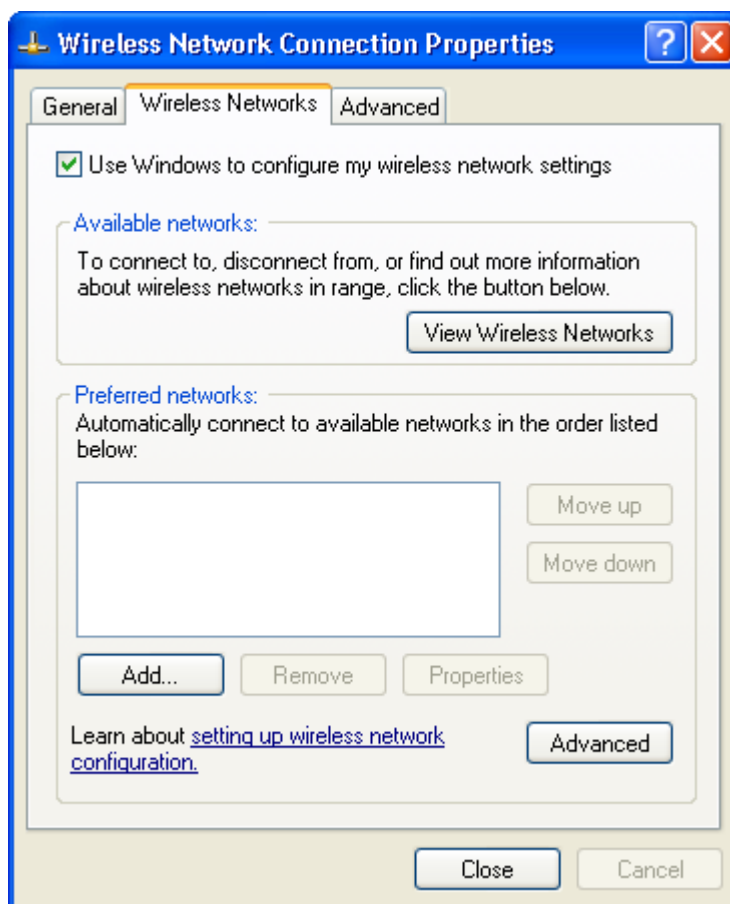 Wireless Network Connection Properties
General Wireless Networks Advanced
Use Windows to configure my wireless network settings
Available networks:
To connect to, disconnect from, or find out more information
about wireless networks in range, click the button below.
View Wireless Networks
Preferred networks:
Automatically connect to available networks in the order listed
below:
Move up
Move down
Add... Remove Properties
Learn about setting up wireless network
configuration.
Advanced
Close Cancel